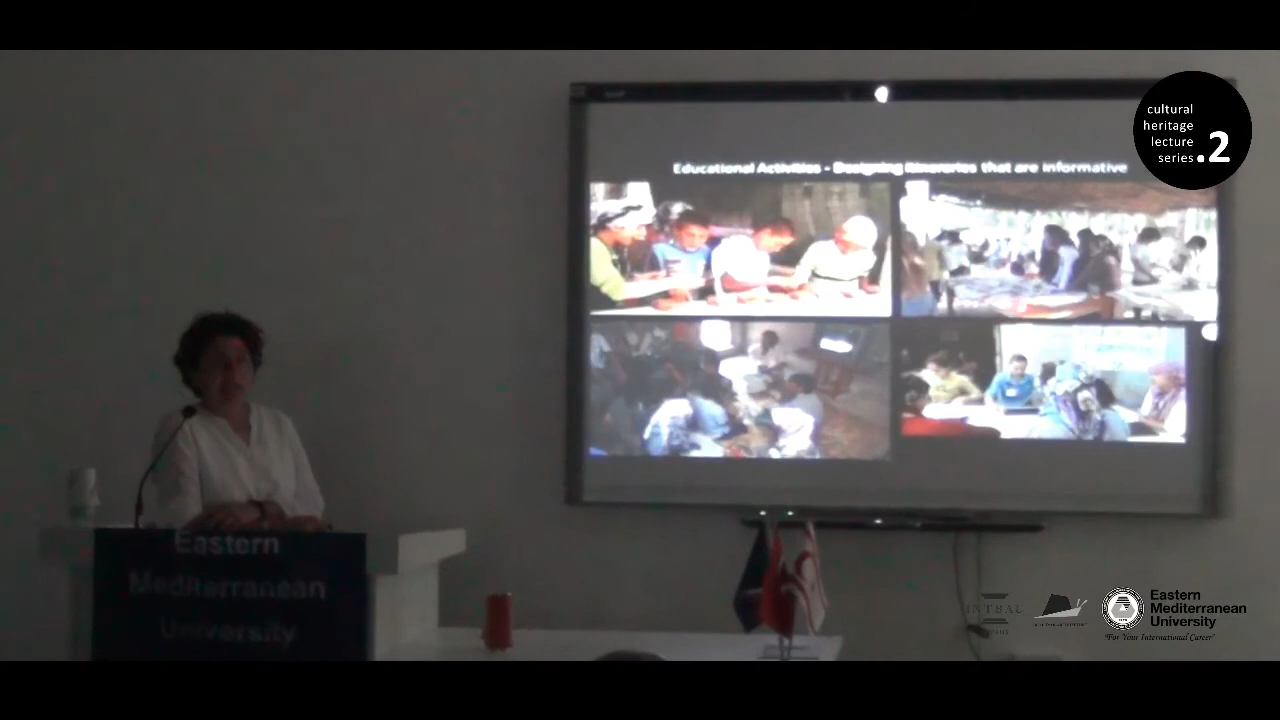 cultural
heritage
lecture
series.2
Educational Activities - Designing Itineraries that are Informative
Eastern
Mediterranean
University
INTBAU
Eastern
Mediterranean
University
"For Your International Career"